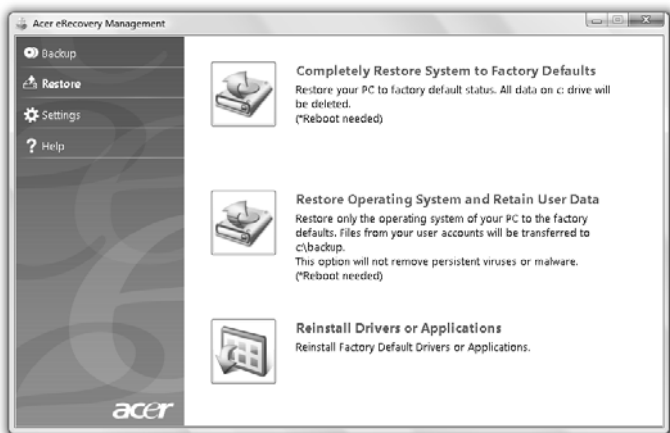 Acer eRecovery Management
Backup
Restore
Settings
? Help
Completely Restore System to Factory Defaults
Restore your PC to factory default status. All data on c: drive will
be deleted.
(*Reboot needed)
Restore Operating System and Retain User Data
Restore only the operating system of your PC to the factory
defaults. Files from your user accounts will be transferred to
c:\backup.
This option will not remove persistent viruses or malware.
(*Reboot needed)
Reinstall Drivers or Applications
Reinstall Factory Default Drivers or Applications.
acer